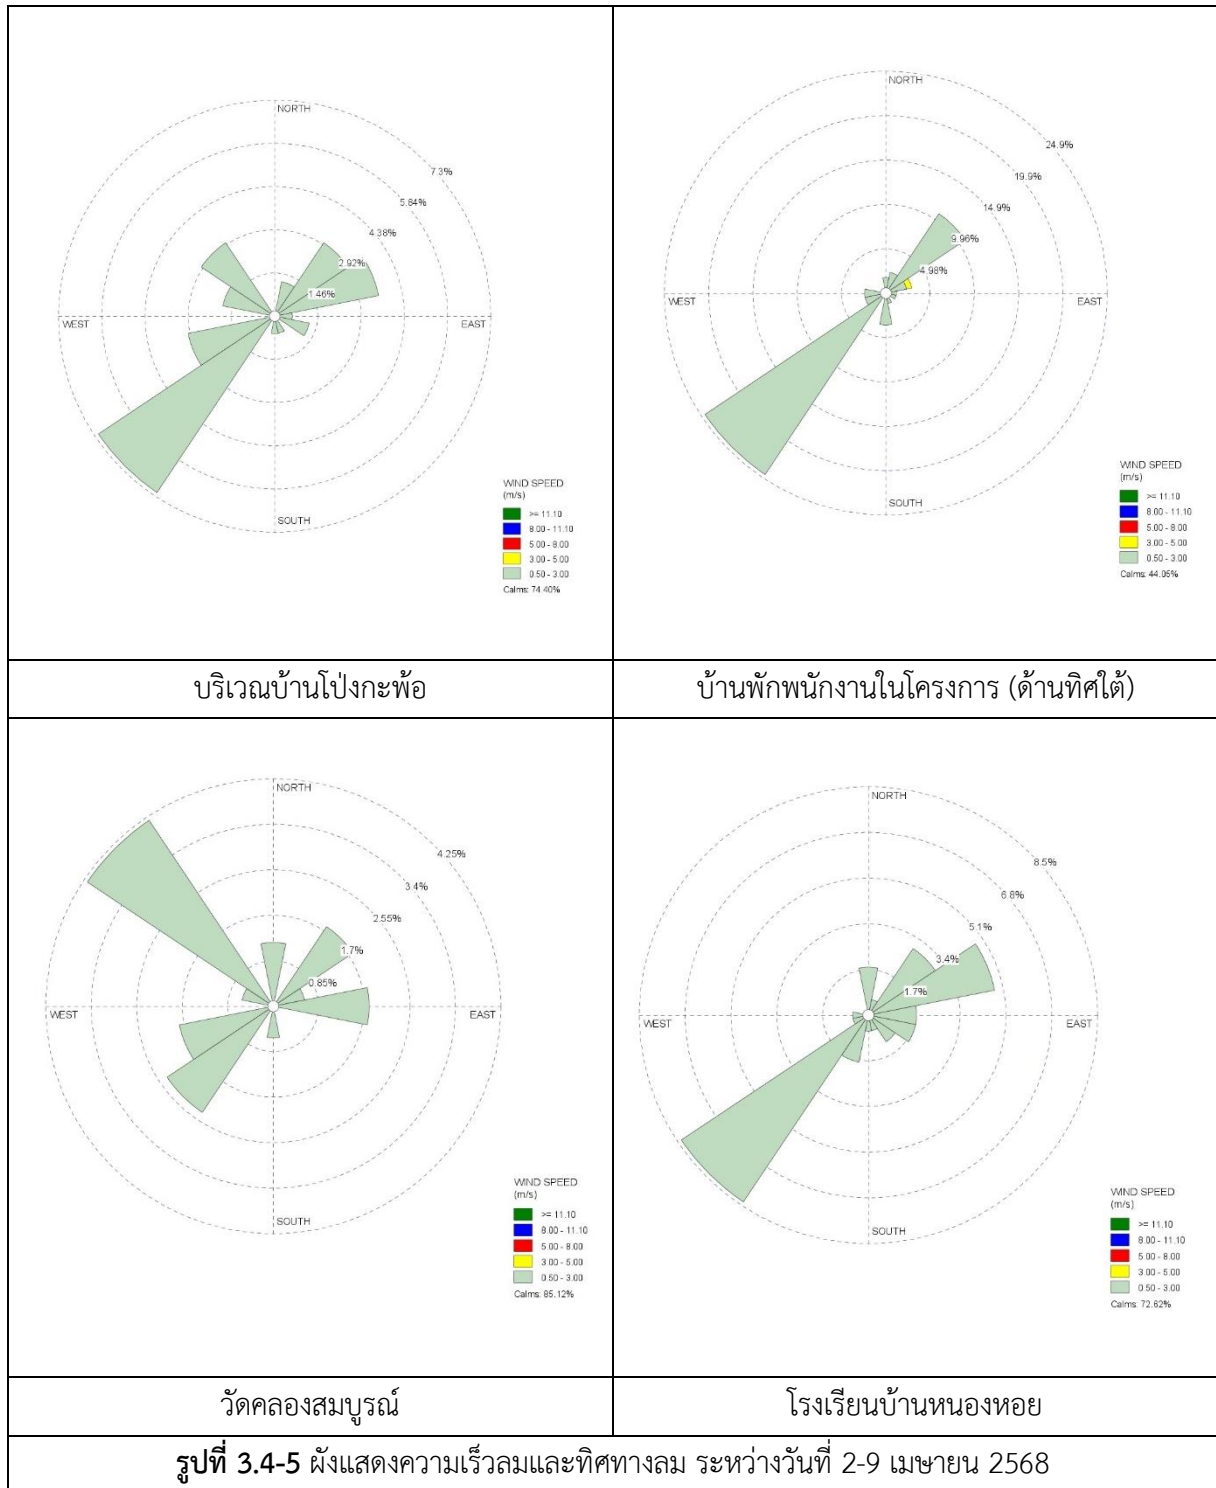 NORTH
7.3%
5.84%
4.38%
2.92%
1.46%
WEST
EAST
SOUTH
WIND SPEED
(m/s)
>= 11.10
8.00 - 11.10
5.00 - 8.00
3.00 - 5.00
0.50 - 3.00
Calms: 74.40%
NORTH
24.9%
19.9%
14.9%
9.96%
4.98%
WEST
EAST
SOUTH
WIND SPEED
(m/s)
>= 11.10
8.00 - 11.10
5.00 - 8.00
3.00 - 5.00
0.50 - 3.00
Calms: 44.05%
บริเวณบ้านโป่งกะพ้อ
บ้านพักพนักงานในโครงการ (ด้านทิศใต้)
NORTH
4.25%
3.4%
2.55%
1.7%
0.85%
WEST
EAST
SOUTH
WIND SPEED
(m/s)
>= 11.10
8.00 - 11.10
5.00 - 8.00
3.00 - 5.00
0.50 - 3.00
Calms: 85.12%
NORTH
8.5%
6.8%
5.1%
3.4%
1.7%
WEST
EAST
SOUTH
WIND SPEED
(m/s)
>= 11.10
8.00 - 11.10
5.00 - 8.00
3.00 - 5.00
0.50 - 3.00
Calms: 72.62%
วัดคลองสมบูรณ์
โรงเรียนบ้านหนองหอย
รูปที่ 3.4-5 ผังแสดงความเร็วลมและทิศทางลม ระหว่างวันที่ 2-9 เมษายน 2568